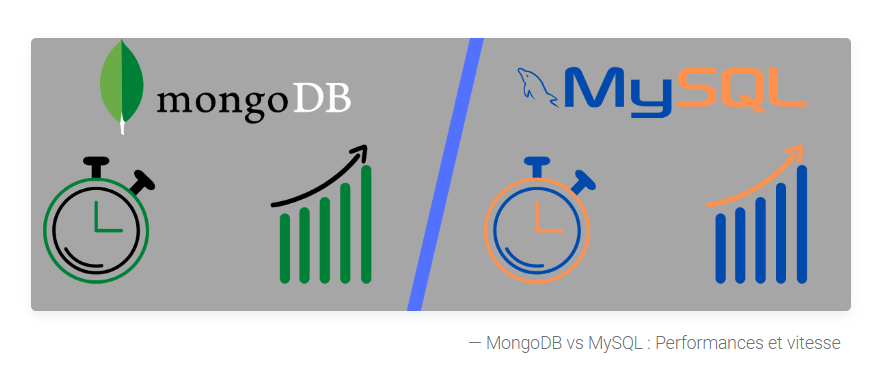 mongoDB
MySQL
— MongoDB vs MySQL : Performances et vitesse